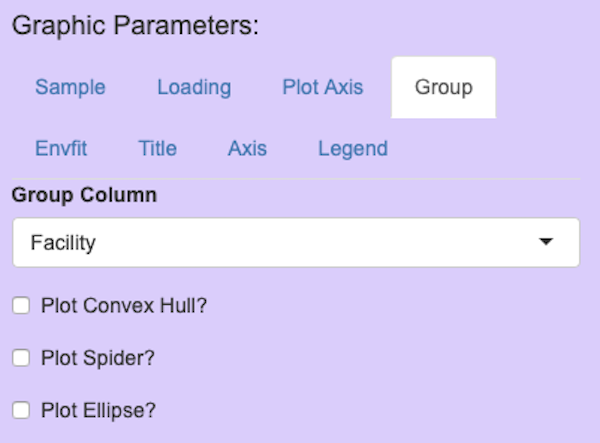 Graphic Parameters:
Sample Loading Plot Axis Group
Envfit Title Axis Legend
Group Column
Facility
Plot Convex Hull?
Plot Spider?
Plot Ellipse?